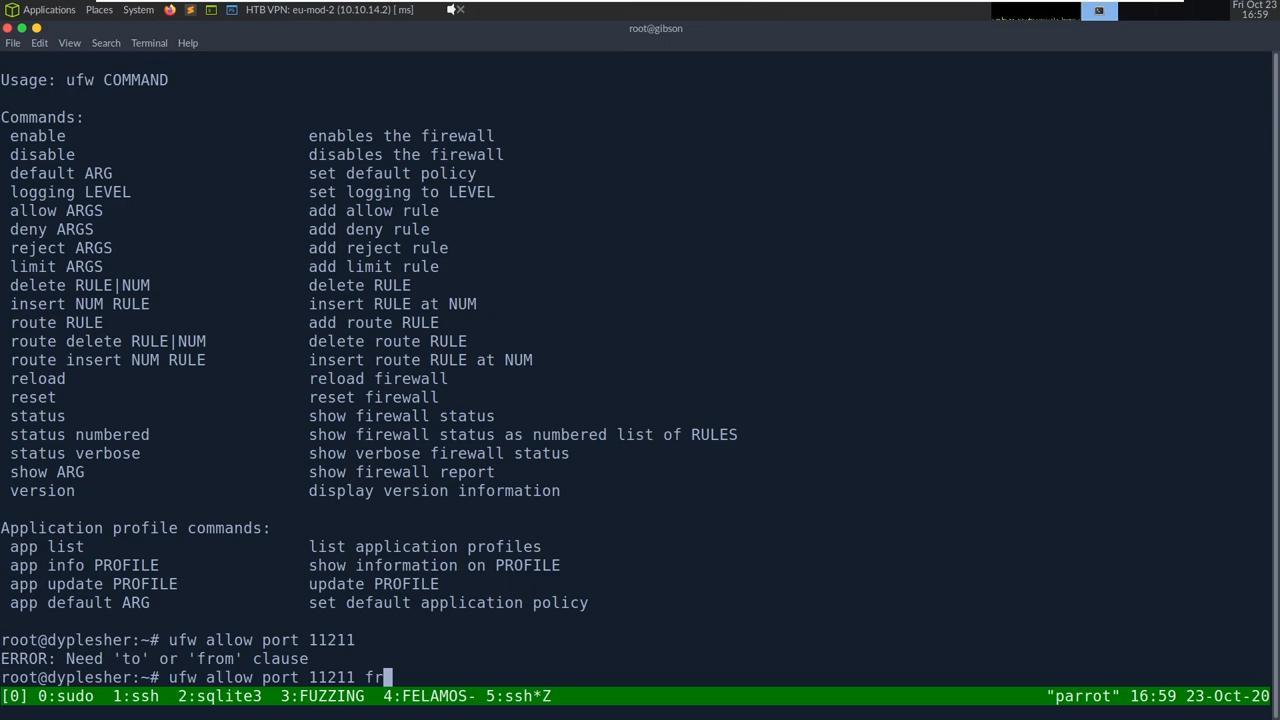 Applications Places System HTB VPN: eu-mod-2 (10.10.14.2) [ ms] Fri Oct 23
16:59
root@gibson
File Edit View Search Terminal Help
Usage: ufw COMMAND
Commands:
enable enables the firewall
disable disables the firewall
default ARG set default policy
logging LEVEL set logging to LEVEL
allow ARGS add allow rule
deny ARGS add deny rule
reject ARGS add reject rule
limit ARGS add limit rule
delete RULE|NUM delete RULE
insert NUM RULE insert RULE at NUM
route RULE add route RULE
route delete RULE|NUM delete route RULE
route insert NUM RULE insert route RULE at NUM
reload reload firewall
reset reset firewall
status show firewall status
status numbered show firewall status as numbered list of RULES
status verbose show verbose firewall status
show ARG show firewall report
version display version information
Application profile commands:
app list list application profiles
app info PROFILE show information on PROFILE
app update PROFILE update PROFILE
app default ARG set default application policy
root@dyplesher:~# ufw allow port 11211
ERROR: Need 'to' or 'from' clause
root@dyplesher:~# ufw allow port 11211 fr
[0] 0:sudo 1:ssh 2:sqlite3 3:FUZZING 4:FELAMOS- 5:ssh*Z "parrot" 16:59 23-Oct-20